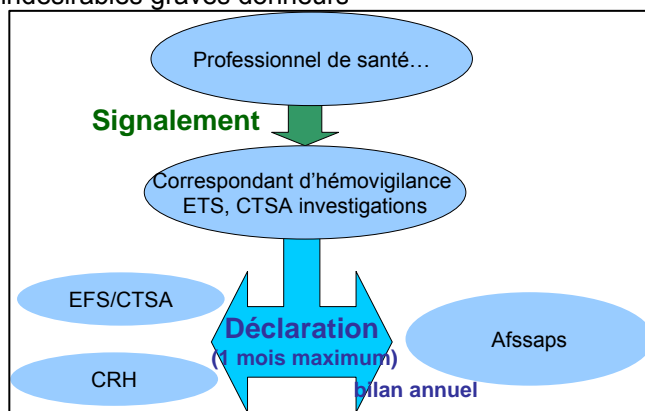 indésirables graves donneurs
Professionnel de santé…
Signalement
Correspondant d'hémovigilance
ETS, CTSA investigations
EFS/CTSA
Déclaration
(1 mois maximum)
Afssaps
CRH
bilan annuel